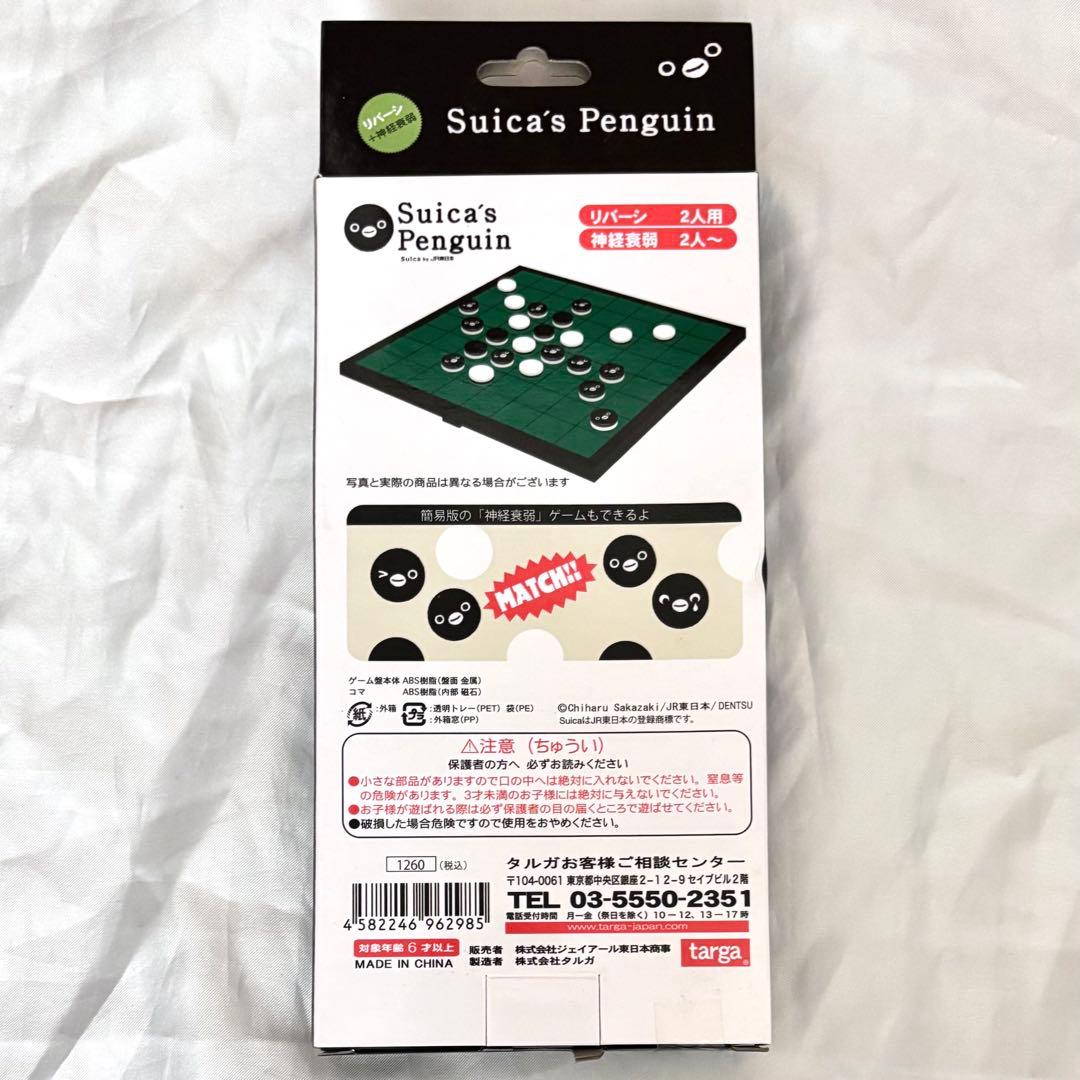 リバーシ
+神経衰弱
Suica's Penguin
Suica's
Penguin
Suica by JR東日本
リバーシ 2人用
神経衰弱 2人～
写真と実際の商品は異なる場合がございます
簡易版の「神経衰弱」ゲームもできるよ
MATCH!!
ゲーム盤本体 ABS樹脂(盤面 金属)
コマ ABS樹脂(内部 磁石)
紙 :外箱 プラ :透明トレー(PET) 袋(PE)
:外箱窓(PP)
©Chiharu Sakazaki/JR東日本/DENTSU
SuicaはJR東日本の登録商標です。
⚠注意（ちゅうい）
保護者の方へ 必ずお読みください
●小さな部品がありますので口の中へは絶対に入れないでください。窒息等
の危険があります。3才未満のお子様には絶対に与えないでください。
●お子様が遊ばれる際は必ず保護者の目の届くところで遊ばせてください。
●破損した場合危険ですので使用をおやめください。
1260 (税込)
4 582246 962985
対象年齢 6 才以上
MADE IN CHINA
タルガお客様ご相談センター
〒104-0061 東京都中央区銀座2-12-9セイブビル2階
TEL 03-5550-2351
電話受付時間 月ー金（祭日を除く）10-12、13-17時
www.targa-japan.com
販売者 株式会社ジェイアール東日本商事
製造者 株式会社タルガ
targa®